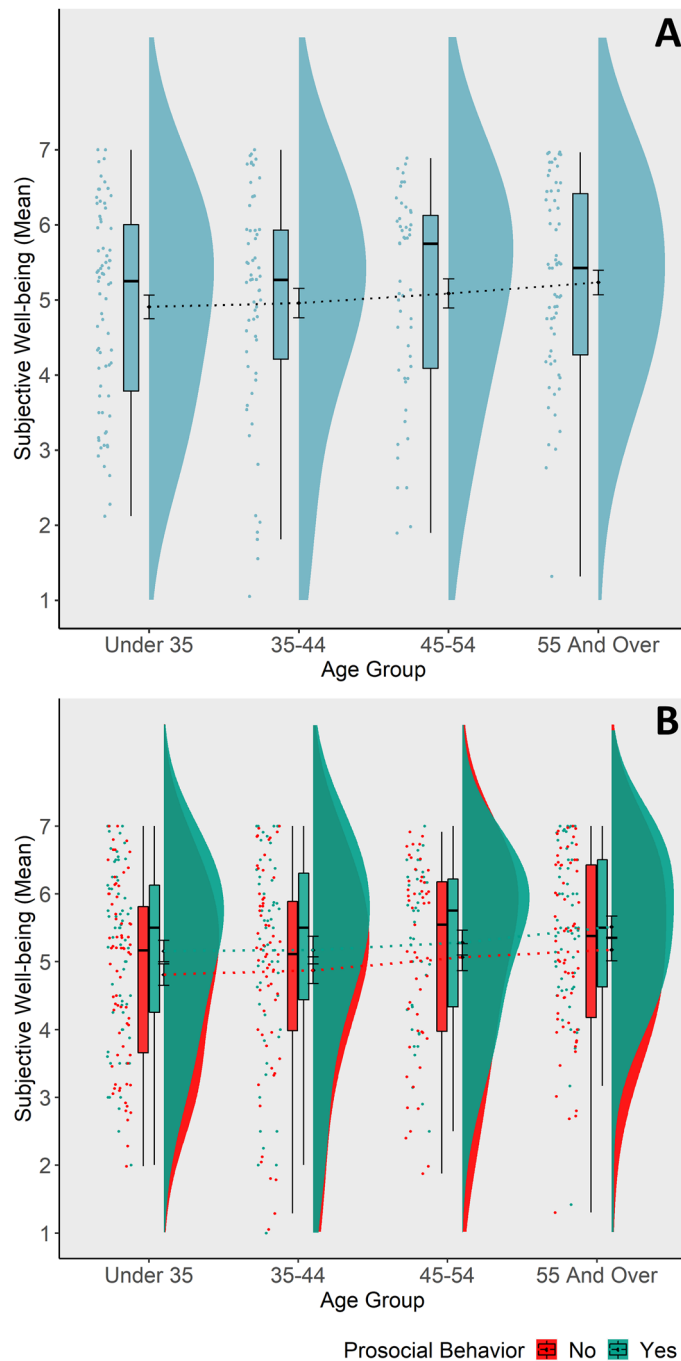 A
Subjective Well-being (Mean)
7
6
5
4
3
2
1
Under 35 35-44 45-54 55 And Over
Age Group
B
Subjective Well-being (Mean)
7
6
5
4
3
2
1
Under 35 35-44 45-54 55 And Over
Age Group
Prosocial Behavior No Yes